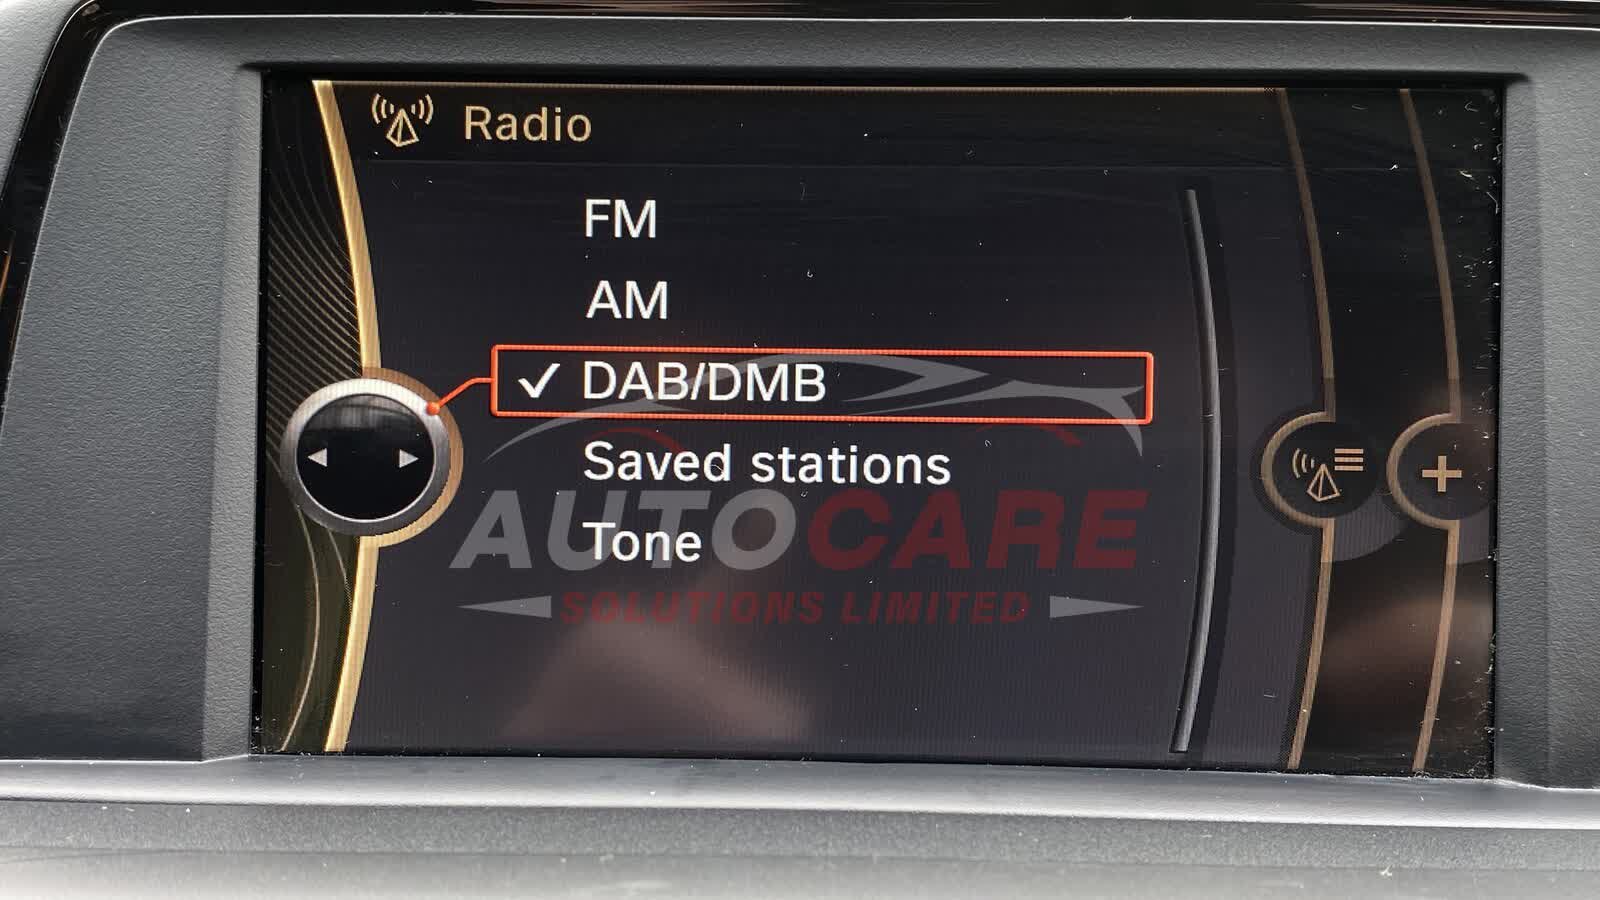 Radio
FM
AM
✓ DAB/DMB
Saved stations
Tone
AUTOCARE
SOLUTIONS LIMITED